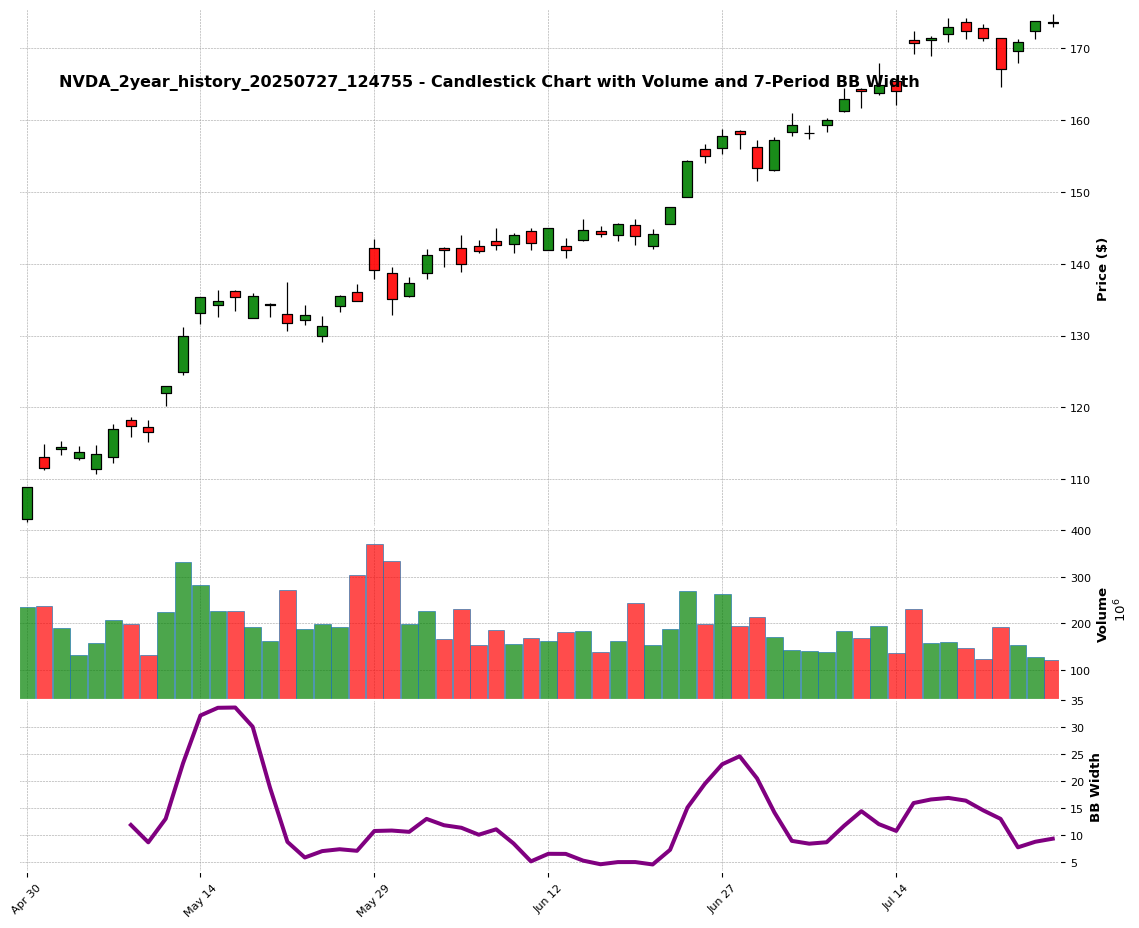 NVDA_2year_history_20250727_124755 - Candlestick Chart with Volume and 7-Period BB Width
170
160
150
140
130
120
110
Price ($)
400
300
200
100
Volume
10^6
35
30
25
20
15
10
5
BB Width
Apr 30
May 14
May 29
Jun 12
Jun 27
Jul 14